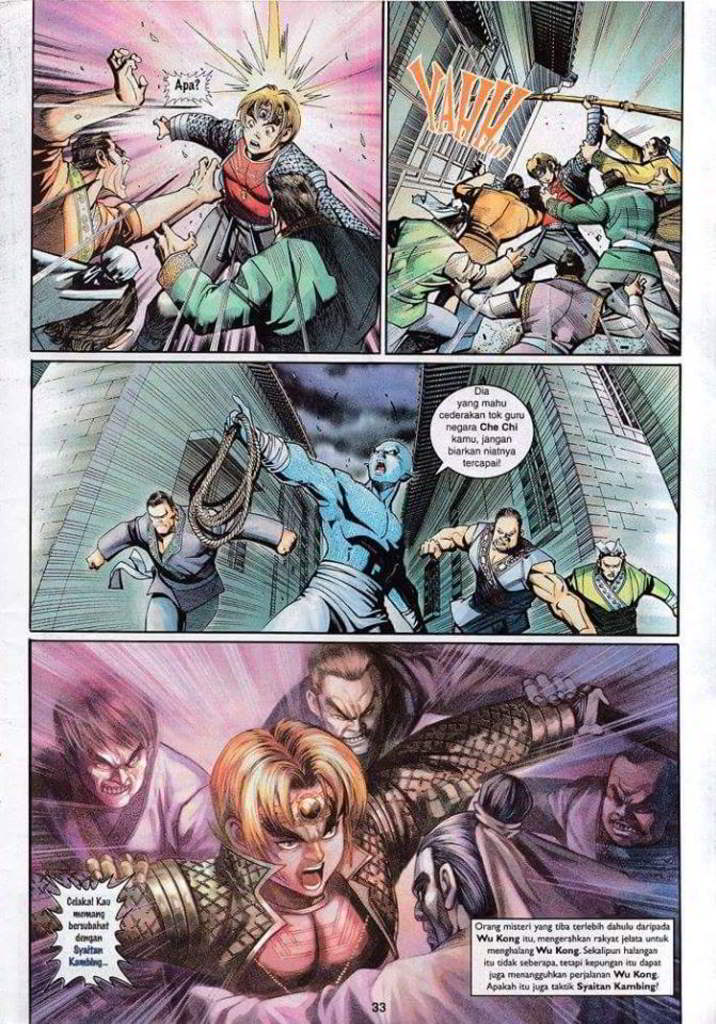 Apa?
YAHH
Dia
yang mahu
cederakan tok guru
negara Che Chi
kamu, jangan
biarkan niatnya
tercapai!
Celaka! Kau
memang
bersubahat
dengan
Syaitan
Kambing...
Orang misteri yang tiba terlebih dahulu daripada
Wu Kong itu, mengerahkan rakyat jelata untuk
menghalang Wu Kong. Sekalipun halangan
itu tidak seberapa, tetapi kepungan itu dapat
juga menangguhkan perjalanan Wu Kong.
Apakah itu juga taktik Syaitan Kambing?
33